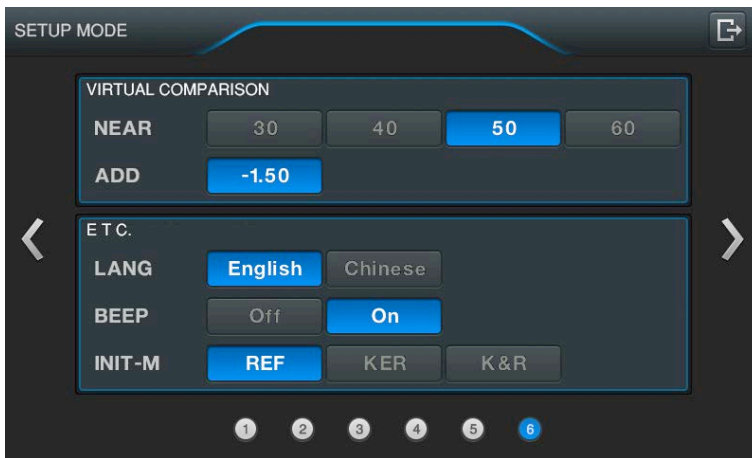 SETUP MODE
VIRTUAL COMPARISON
NEAR 30 40 50 60
ADD -1.50
ETC.
LANG English Chinese
BEEP Off On
INIT-M REF KER K&R
1 2 3 4 5 6